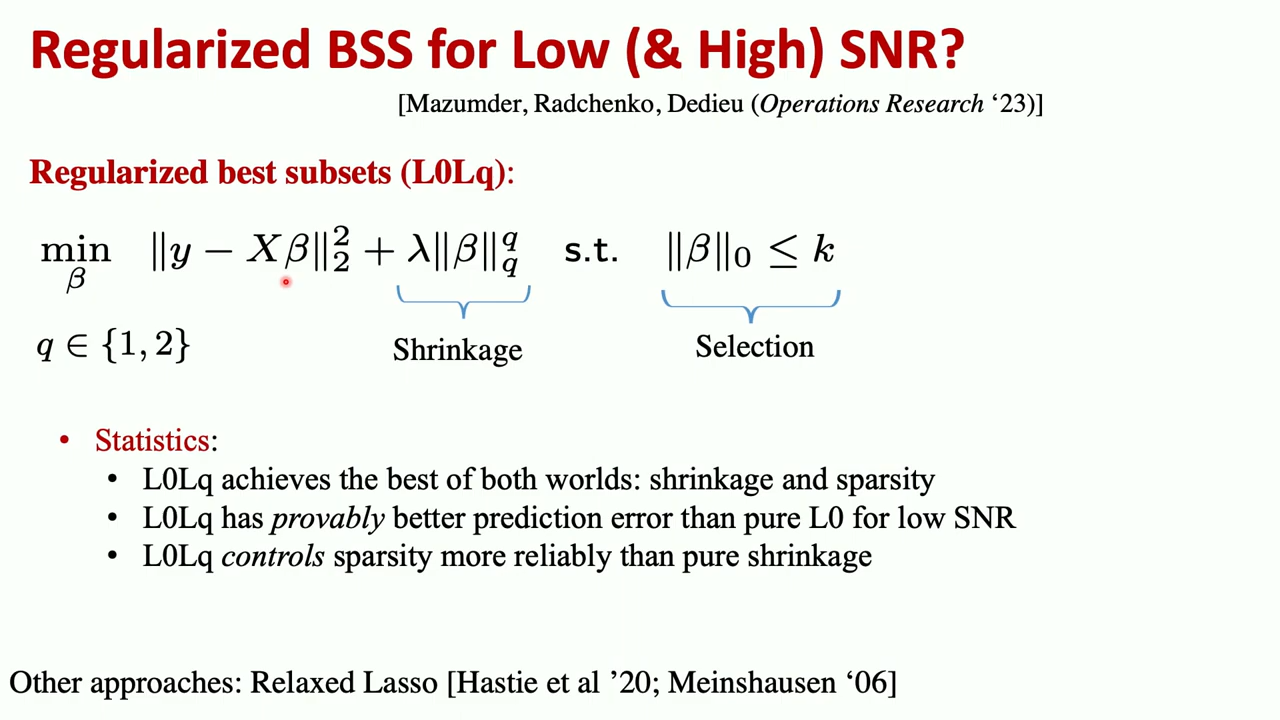 Regularized BSS for Low (& High) SNR?
[Mazumder, Radchenko, Dedieu (Operations Research ‘23)]
Regularized best subsets (L0Lq):
min_β ‖y − Xβ‖₂² + λ‖β‖_q^q s.t. ‖β‖₀ ≤ k
q ∈ {1, 2}
Shrinkage
Selection
• Statistics:
• L0Lq achieves the best of both worlds: shrinkage and sparsity
• L0Lq has provably better prediction error than pure L0 for low SNR
• L0Lq controls sparsity more reliably than pure shrinkage
Other approaches: Relaxed Lasso [Hastie et al ’20; Meinshausen ‘06]